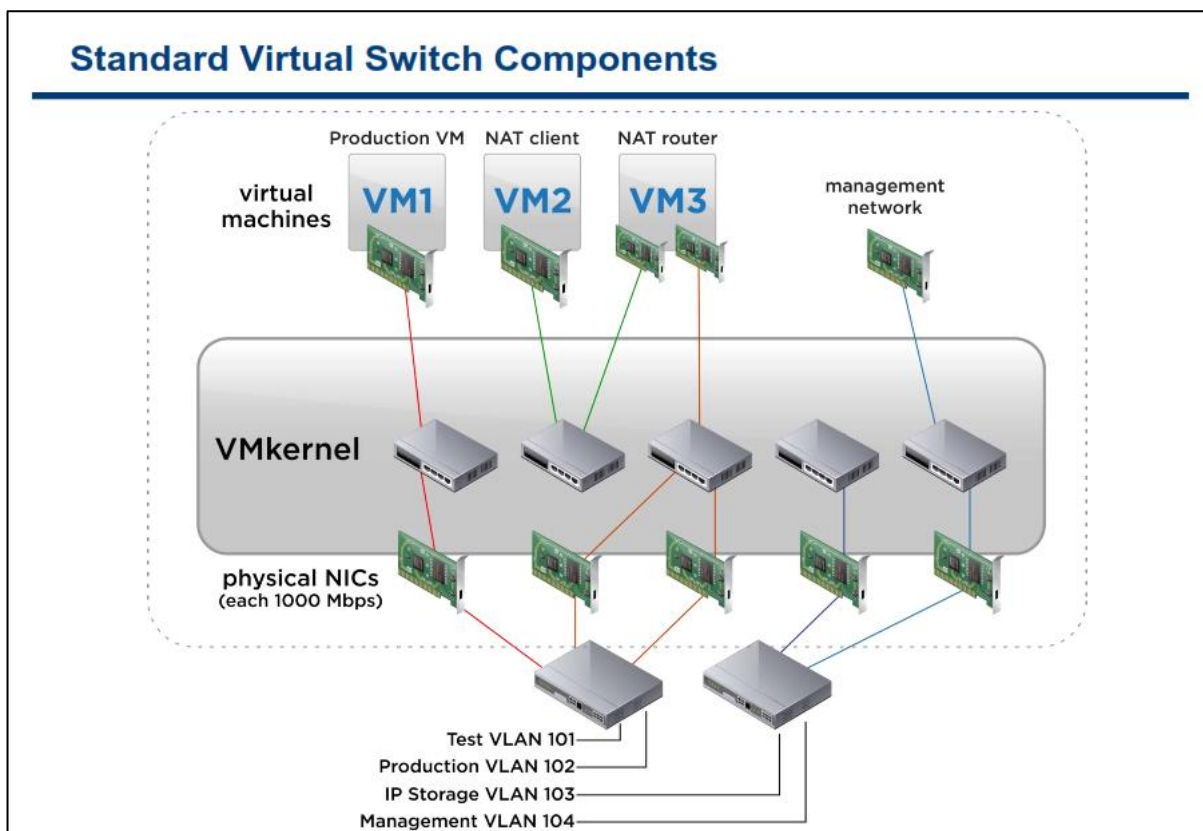 Standard Virtual Switch Components
Production VM
NAT client
NAT router
virtual
machines
VM1
VM2
VM3
management
network
VMkernel
physical NICs
(each 1000 Mbps)
Test VLAN 101
Production VLAN 102
IP Storage VLAN 103
Management VLAN 104